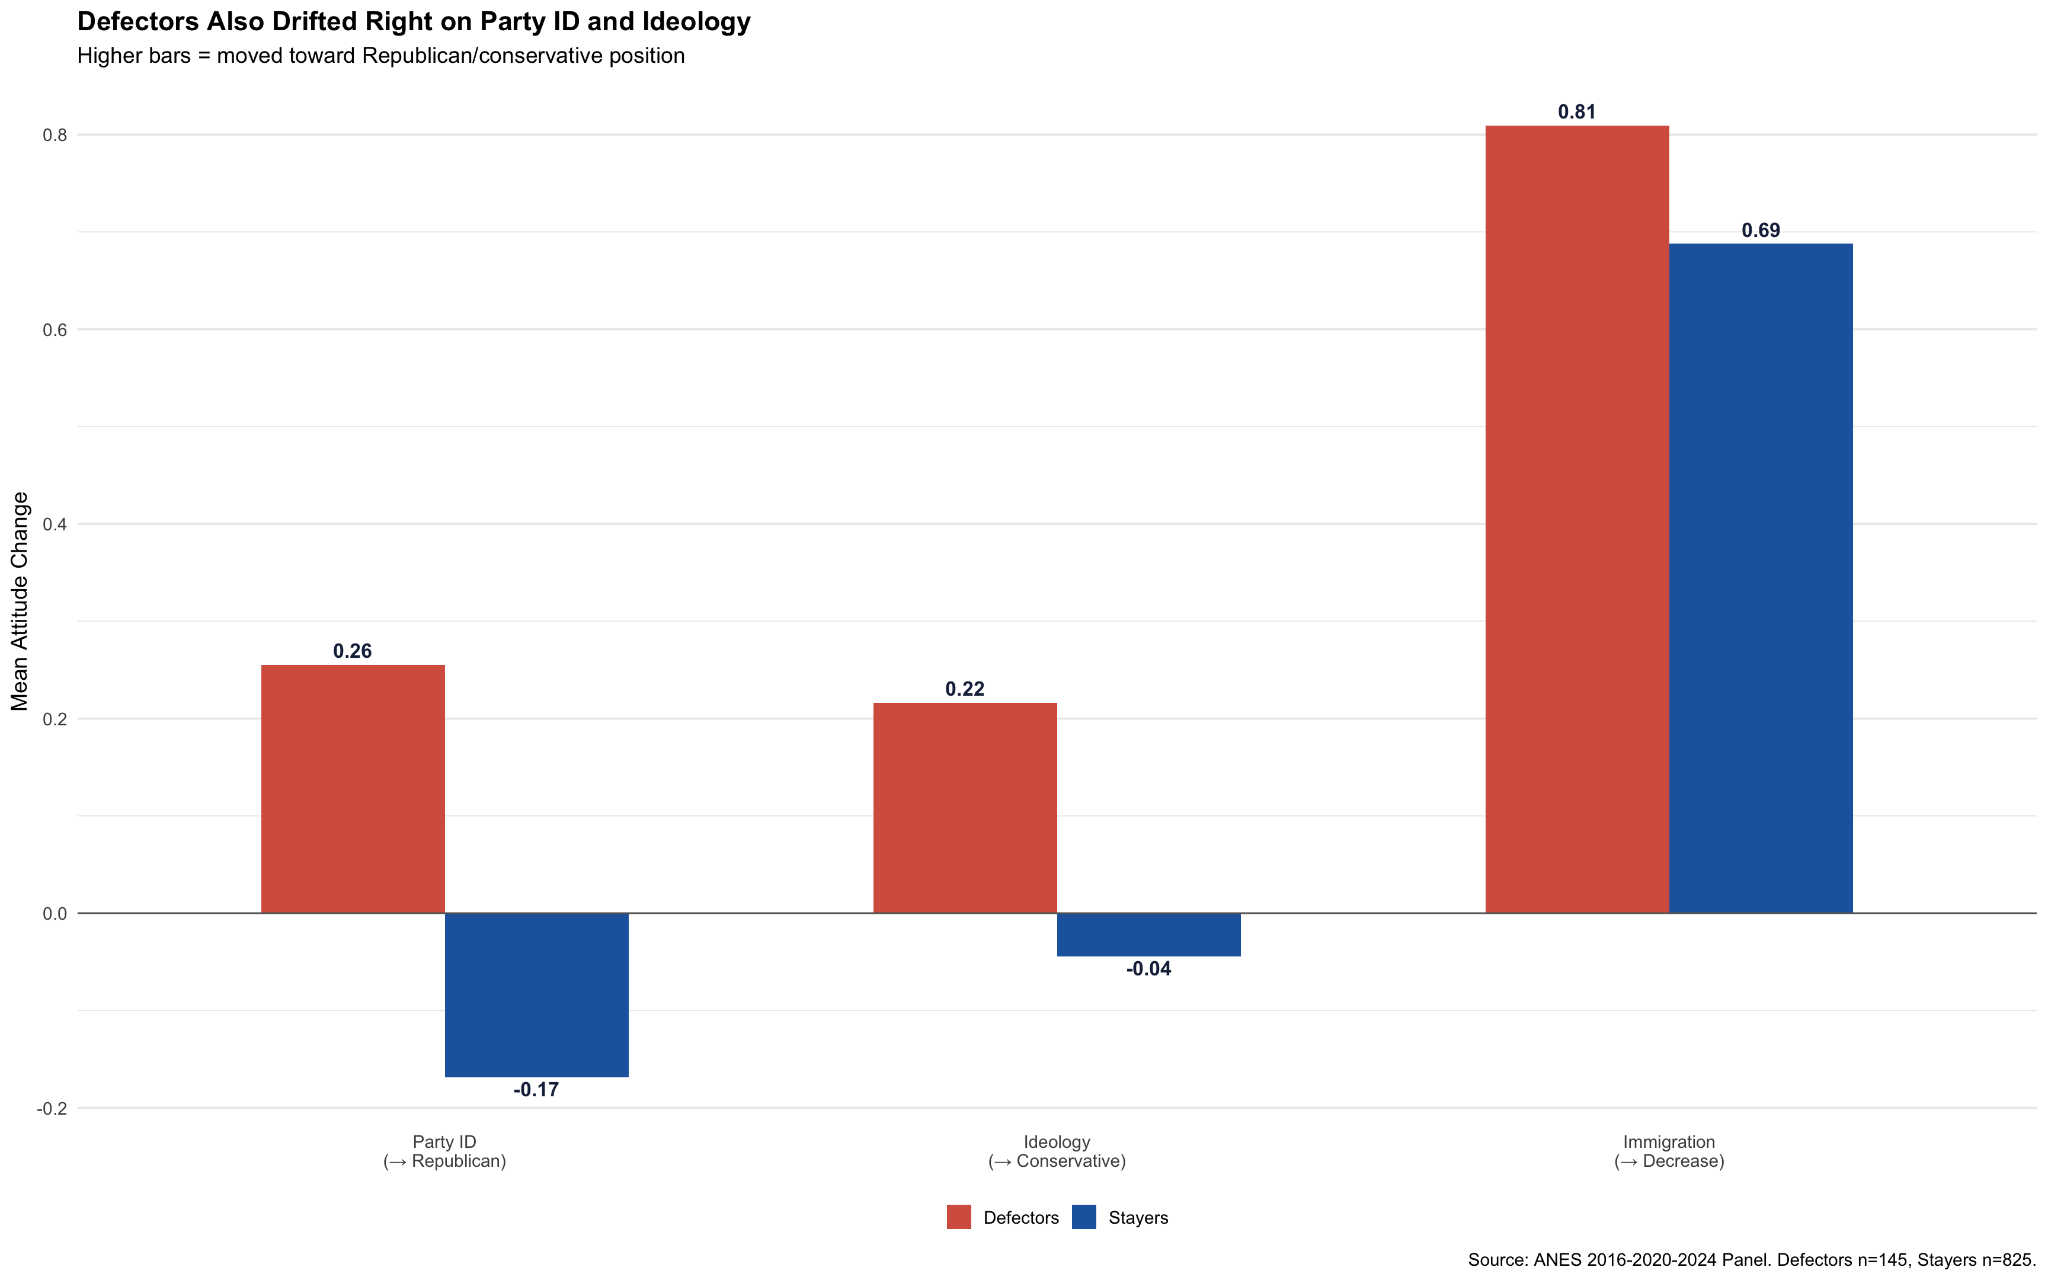 Defectors Also Drifted Right on Party ID and Ideology
Higher bars = moved toward Republican/conservative position
Mean Attitude Change
0.8
0.6
0.4
0.2
0.0
-0.2
0.26
-0.17
0.22
-0.04
0.81
0.69
Party ID
(→ Republican)
Ideology
(→ Conservative)
Immigration
(→ Decrease)
Defectors
Stayers
Source: ANES 2016-2020-2024 Panel. Defectors n=145, Stayers n=825.